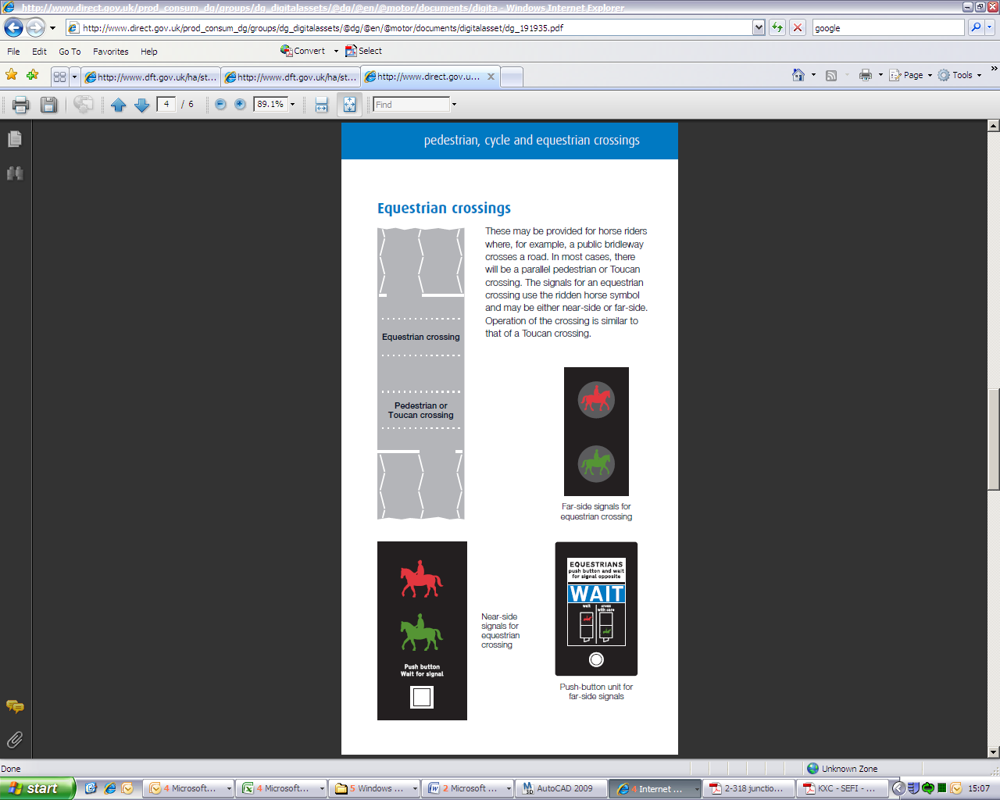 http://www.direct.gov.uk/prod_consum_dg/groups/dg_digitalassets/@dg/@en/@motor/documents/digita - Windows Internet Explorer
http://www.direct.gov.uk/prod_consum_dg/groups/dg_digitalassets/@dg/@en/@motor/documents/digitalasset/dg_191935.pdf
google
File Edit Go To Favorites Help
Convert Select
http://www.dft.gov.uk/ha/st...
http://www.dft.gov.uk/ha/st...
http://www.direct.gov.u...
Page Tools
4 / 6
89.1%
Find
pedestrian, cycle and equestrian crossings
Equestrian crossings
These may be provided for horse riders
where, for example, a public bridleway
crosses a road. In most cases, there
will be a parallel pedestrian or Toucan
crossing. The signals for an equestrian
crossing use the ridden horse symbol
and may be either near-side or far-side.
Operation of the crossing is similar to
that of a Toucan crossing.
Equestrian crossing
Pedestrian or
Toucan crossing
Far-side signals for
equestrian crossing
Push button
Wait for signal
Near-side
signals for
equestrian
crossing
EQUESTRIANS
push button and wait
for signal opposite
WAIT
wait
cross
with care
Push-button unit for
far-side signals
Done
Unknown Zone
start
4 Microsoft...
4 Microsoft...
5 Windows ...
2 Microsoft ...
AutoCAD 2009
4 Internet ...
2-318 junctio...
KXC - SEFI - ...
15:07